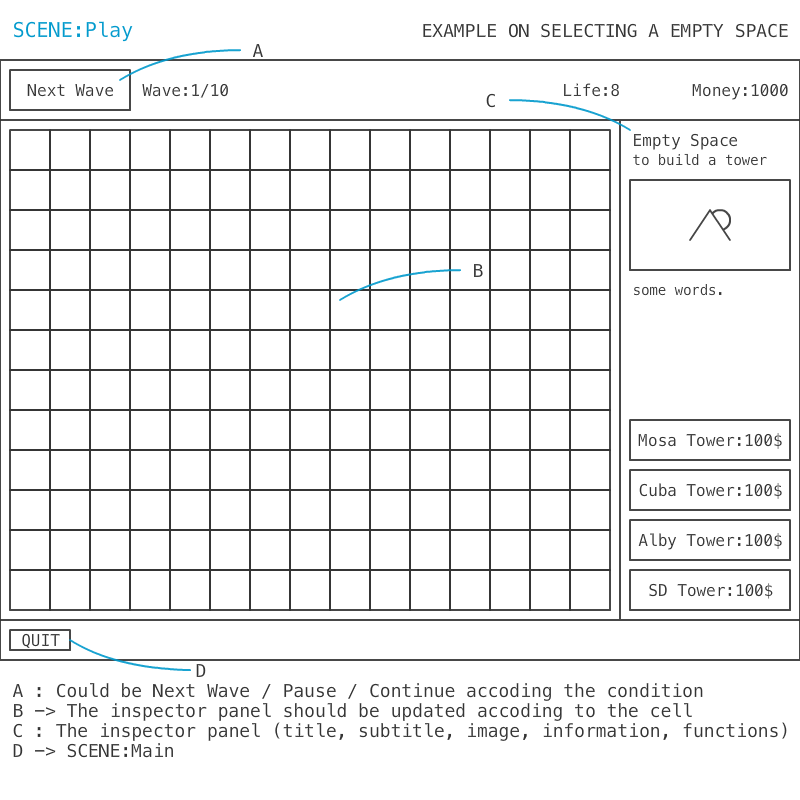 SCENE:Play
EXAMPLE ON SELECTING A EMPTY SPACE
A
Next Wave
Wave:1/10
C
Life:8
Money:1000
Empty Space
to build a tower
B
some words.
Mosa Tower:100$
Cuba Tower:100$
Alby Tower:100$
SD Tower:100$
QUIT
D
A : Could be Next Wave / Pause / Continue accoding the condition
B —> The inspector panel should be updated accoding to the cell
C : The inspector panel (title, subtitle, image, information, functions)
D —> SCENE:Main